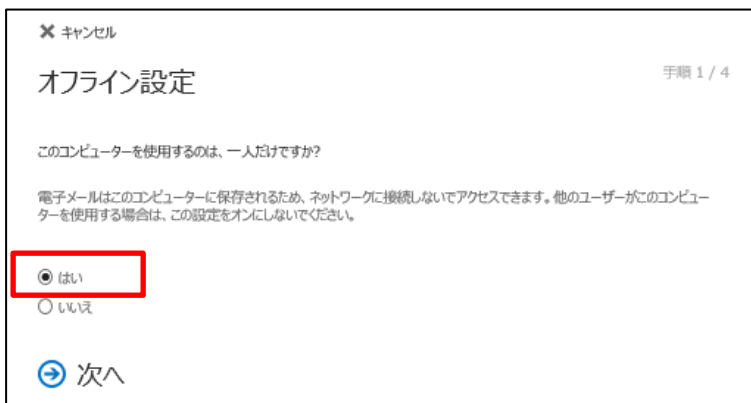 ✖ キャンセル
オフライン設定
手順 1 / 4
このコンピューターを使用するのは、一人だけですか?
電子メールはこのコンピューターに保存されるため、ネットワークに接続しないでアクセスできます。他のユーザーがこのコンピュー
ターを使用する場合は、この設定をオンにしないでください。
はい
いいえ
次へ